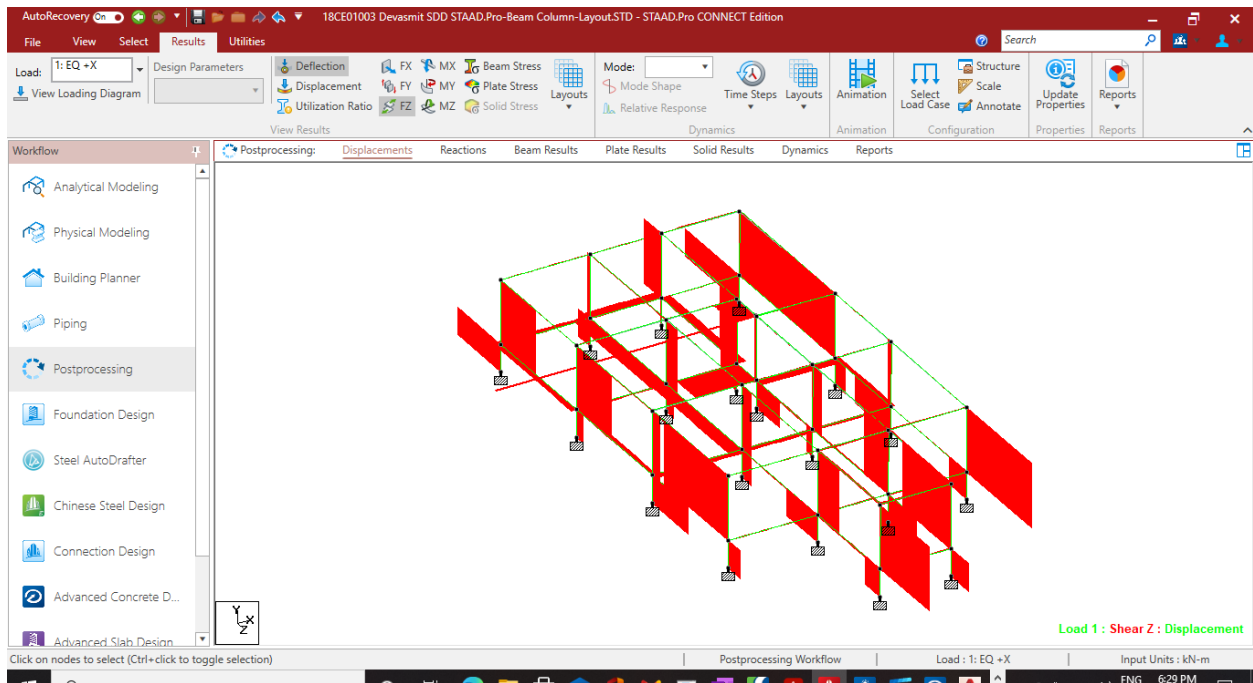 AutoRecovery On 18CE01003 Devasmit SDD STAAD.Pro-Beam Column-Layout.STD - STAAD.Pro CONNECT Edition
File View Select Results Utilities Search
Load: 1: EQ +X Design Parameters Deflection FX MX Beam Stress Mode: Structure
View Loading Diagram Displacement FY MY Plate Stress Layouts Mode Shape Time Steps Layouts Animation Select Load Case Scale Update Properties Reports
Utilization Ratio FZ MZ Solid Stress Relative Response Annotate
View Results Dynamics Animation Configuration Properties Reports
Workflow Postprocessing: Displacements Reactions Beam Results Plate Results Solid Results Dynamics Reports
Analytical Modeling
Physical Modeling
Building Planner
Piping
Postprocessing
Foundation Design
Steel AutoDrafter
Chinese Steel Design
Connection Design
Advanced Concrete D...
Advanced Slab Design
Y
X
Z
Load 1 : Shear Z : Displacement
Click on nodes to select (Ctrl+click to toggle selection) Postprocessing Workflow Load : 1: EQ +X Input Units : kN-m
ENG 6:29 PM